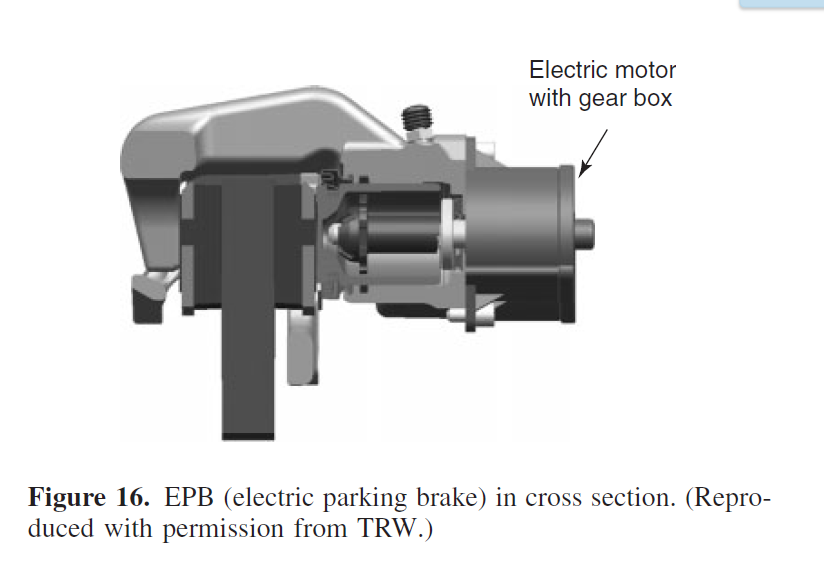 Electric motor
with gear box
Figure 16. EPB (electric parking brake) in cross section. (Repro-
duced with permission from TRW.)